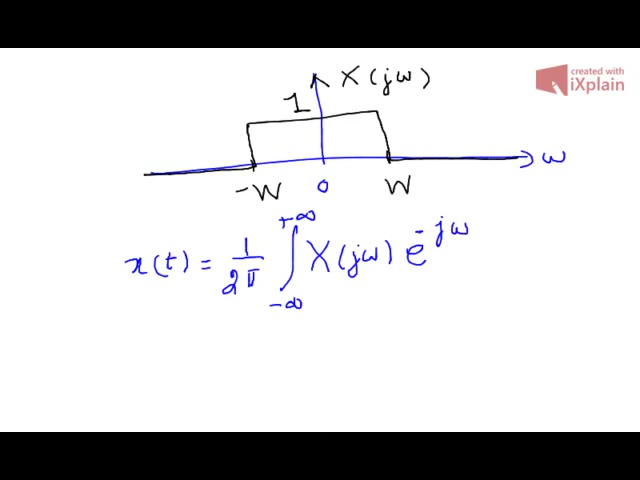 X(jω)
created with
iXplain
1
ω
-W 0 W
x(t) = 1/2π ∫_{-∞}^{+∞} X(jω) e^{-jω}